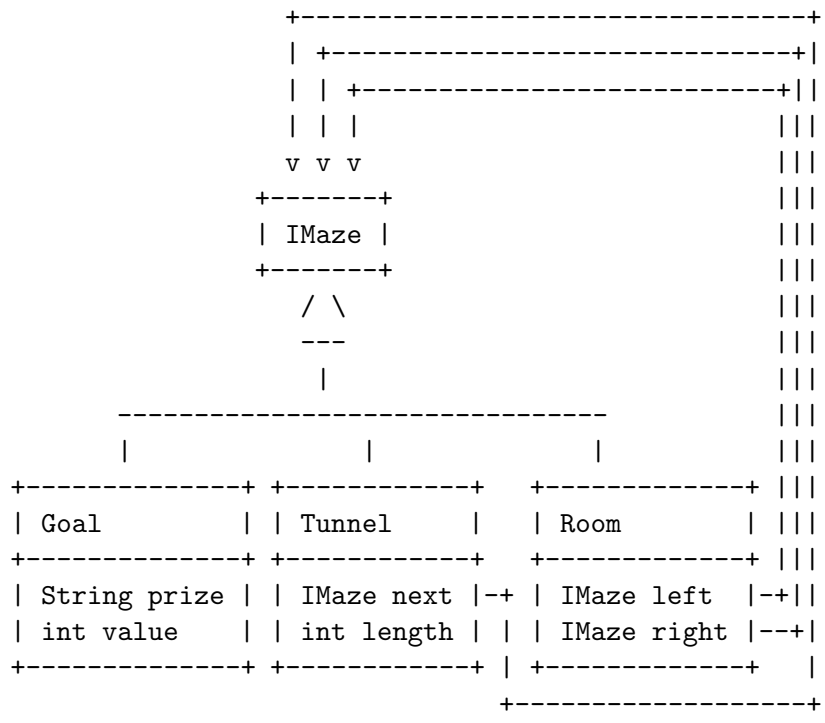 +----------------------------------+
                  | +-------------------------------+|
                  | | +----------------------------+||
                  | | |                            |||
                  v v v                            |||
                +-------+                          |||
                | IMaze |                          |||
                +-------+                          |||
                   / \                             |||
                   ---                             |||
                    |                              |||
       --------------------------------            |||
       |               |              |            |||
+--------------+ +------------+   +-------------+ |||
| Goal         | | Tunnel     |   | Room        | |||
+--------------+ +------------+   +-------------+ |||
| String prize | | IMaze next |-+ | IMaze left  |-+||
| int value    | | int length | | | IMaze right |--+|
+--------------+ +------------+ | +-------------+   |
                                +-------------------+